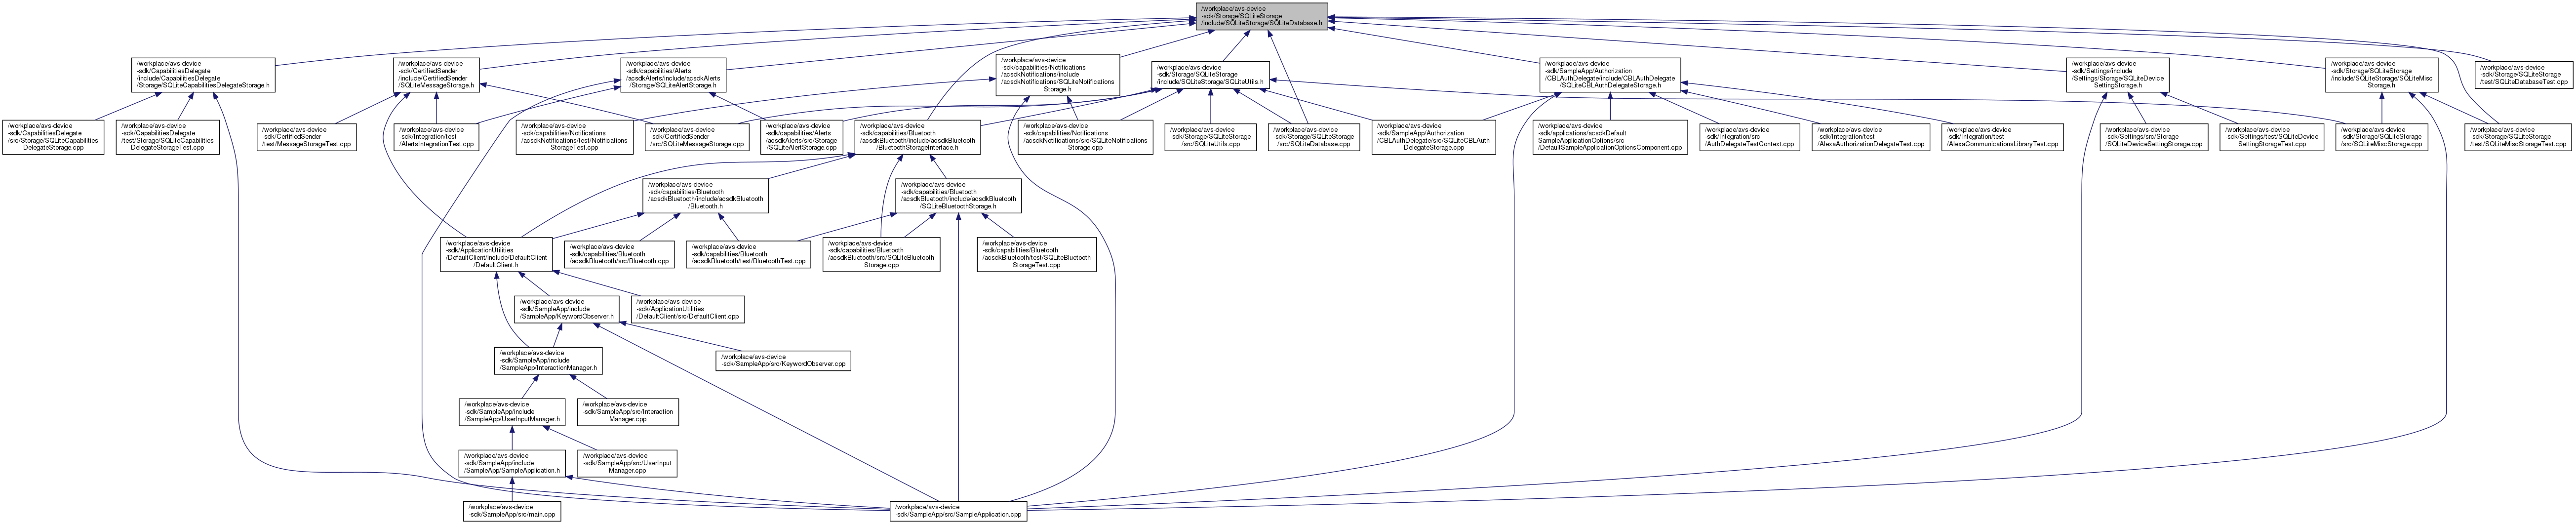 /workplace/avs-device
-sdk/Storage/SQLiteStorage
/include/SQLiteStorage/SQLiteDatabase.h
/workplace/avs-device
-sdk/CapabilitiesDelegate
/include/CapabilitiesDelegate
/Storage/SQLiteCapabilitiesDelegateStorage.h
/workplace/avs-device
-sdk/CertifiedSender
/include/CertifiedSender
/SQLiteMessageStorage.h
/workplace/avs-device
-sdk/capabilities/Alerts
/acsdkAlerts/include/acsdkAlerts
/Storage/SQLiteAlertStorage.h
/workplace/avs-device
-sdk/capabilities/Notifications
/acsdkNotifications/include
/acsdkNotifications/SQLiteNotifications
Storage.h
/workplace/avs-device
-sdk/Storage/SQLiteStorage
/include/SQLiteStorage/SQLiteUtils.h
/workplace/avs-device
-sdk/SampleApp/Authorization
/CBLAuthDelegate/include/CBLAuthDelegate
/SQLiteCBLAuthDelegateStorage.h
/workplace/avs-device
-sdk/Settings/include
/Settings/Storage/SQLiteDevice
SettingStorage.h
/workplace/avs-device
-sdk/Storage/SQLiteStorage
/include/SQLiteStorage/SQLiteMisc
Storage.h
/workplace/avs-device
-sdk/Storage/SQLiteStorage
/test/SQLiteDatabaseTest.cpp
/workplace/avs-device
-sdk/CapabilitiesDelegate
/src/Storage/SQLiteCapabilities
DelegateStorage.cpp
/workplace/avs-device
-sdk/CapabilitiesDelegate
/test/Storage/SQLiteCapabilities
DelegateStorageTest.cpp
/workplace/avs-device
-sdk/CertifiedSender
/test/MessageStorageTest.cpp
/workplace/avs-device
-sdk/Integration/test
/AlertsIntegrationTest.cpp
/workplace/avs-device
-sdk/capabilities/Notifications
/acsdkNotifications/test/Notifications
StorageTest.cpp
/workplace/avs-device
-sdk/CertifiedSender
/src/SQLiteMessageStorage.cpp
/workplace/avs-device
-sdk/capabilities/Alerts
/acsdkAlerts/src/Storage
/SQLiteAlertStorage.cpp
/workplace/avs-device
-sdk/capabilities/Bluetooth
/acsdkBluetooth/include/acsdkBluetooth
/BluetoothStorageInterface.h
/workplace/avs-device
-sdk/capabilities/Notifications
/acsdkNotifications/src/SQLiteNotifications
Storage.cpp
/workplace/avs-device
-sdk/Storage/SQLiteStorage
/src/SQLiteUtils.cpp
/workplace/avs-device
-sdk/Storage/SQLiteStorage
/src/SQLiteDatabase.cpp
/workplace/avs-device
-sdk/SampleApp/Authorization
/CBLAuthDelegate/src/SQLiteCBLAuth
DelegateStorage.cpp
/workplace/avs-device
-sdk/applications/acsdkDefault
SampleApplicationOptions/src
/DefaultSampleApplicationOptionsComponent.cpp
/workplace/avs-device
-sdk/Integration/src
/AuthDelegateTestContext.cpp
/workplace/avs-device
-sdk/Integration/test
/AlexaAuthorizationDelegateTest.cpp
/workplace/avs-device
-sdk/Integration/test
/AlexaCommunicationsLibraryTest.cpp
/workplace/avs-device
-sdk/Settings/src/Storage
/SQLiteDeviceSettingStorage.cpp
/workplace/avs-device
-sdk/Settings/test/SQLiteDevice
SettingStorageTest.cpp
/workplace/avs-device
-sdk/Storage/SQLiteStorage
/src/SQLiteMiscStorage.cpp
/workplace/avs-device
-sdk/Storage/SQLiteStorage
/test/SQLiteMiscStorageTest.cpp
/workplace/avs-device
-sdk/capabilities/Bluetooth
/acsdkBluetooth/include/acsdkBluetooth
/Bluetooth.h
/workplace/avs-device
-sdk/capabilities/Bluetooth
/acsdkBluetooth/include/acsdkBluetooth
/SQLiteBluetoothStorage.h
/workplace/avs-device
-sdk/ApplicationUtilities
/DefaultClient/include/DefaultClient
/DefaultClient.h
/workplace/avs-device
-sdk/capabilities/Bluetooth
/acsdkBluetooth/src/Bluetooth.cpp
/workplace/avs-device
-sdk/capabilities/Bluetooth
/acsdkBluetooth/test/BluetoothTest.cpp
/workplace/avs-device
-sdk/capabilities/Bluetooth
/acsdkBluetooth/src/SQLiteBluetooth
Storage.cpp
/workplace/avs-device
-sdk/capabilities/Bluetooth
/acsdkBluetooth/test/SQLiteBluetooth
StorageTest.cpp
/workplace/avs-device
-sdk/SampleApp/include
/SampleApp/KeywordObserver.h
/workplace/avs-device
-sdk/ApplicationUtilities
/DefaultClient/src/DefaultClient.cpp
/workplace/avs-device
-sdk/SampleApp/include
/SampleApp/InteractionManager.h
/workplace/avs-device
-sdk/SampleApp/src/KeywordObserver.cpp
/workplace/avs-device
-sdk/SampleApp/include
/SampleApp/UserInputManager.h
/workplace/avs-device
-sdk/SampleApp/src/Interaction
Manager.cpp
/workplace/avs-device
-sdk/SampleApp/include
/SampleApp/SampleApplication.h
/workplace/avs-device
-sdk/SampleApp/src/UserInput
Manager.cpp
/workplace/avs-device
-sdk/SampleApp/src/main.cpp
/workplace/avs-device
-sdk/SampleApp/src/SampleApplication.cpp